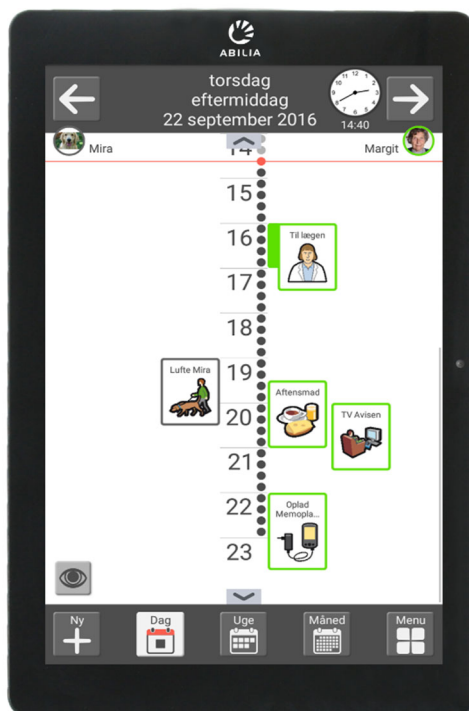 ABILIA
torsdag
eftermiddag
22 september 2016
14:40
Mira
Margit
14
15
16
Til lægen
17
18
19
Lufte Mira
Aftensmad
20
TV Avisen
21
22
Oplad
Memopla...
23
Ny
Dag
Uge
Måned
Menu